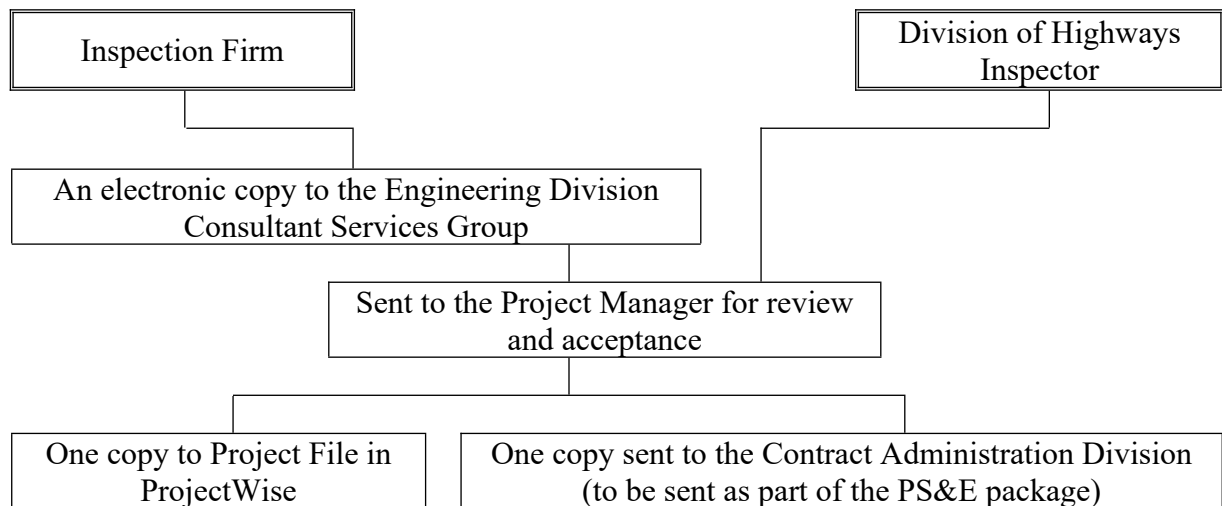 Inspection Firm
Division of Highways
Inspector
An electronic copy to the Engineering Division
Consultant Services Group
Sent to the Project Manager for review
and acceptance
One copy to Project File in
ProjectWise
One copy sent to the Contract Administration Division
(to be sent as part of the PS&E package)